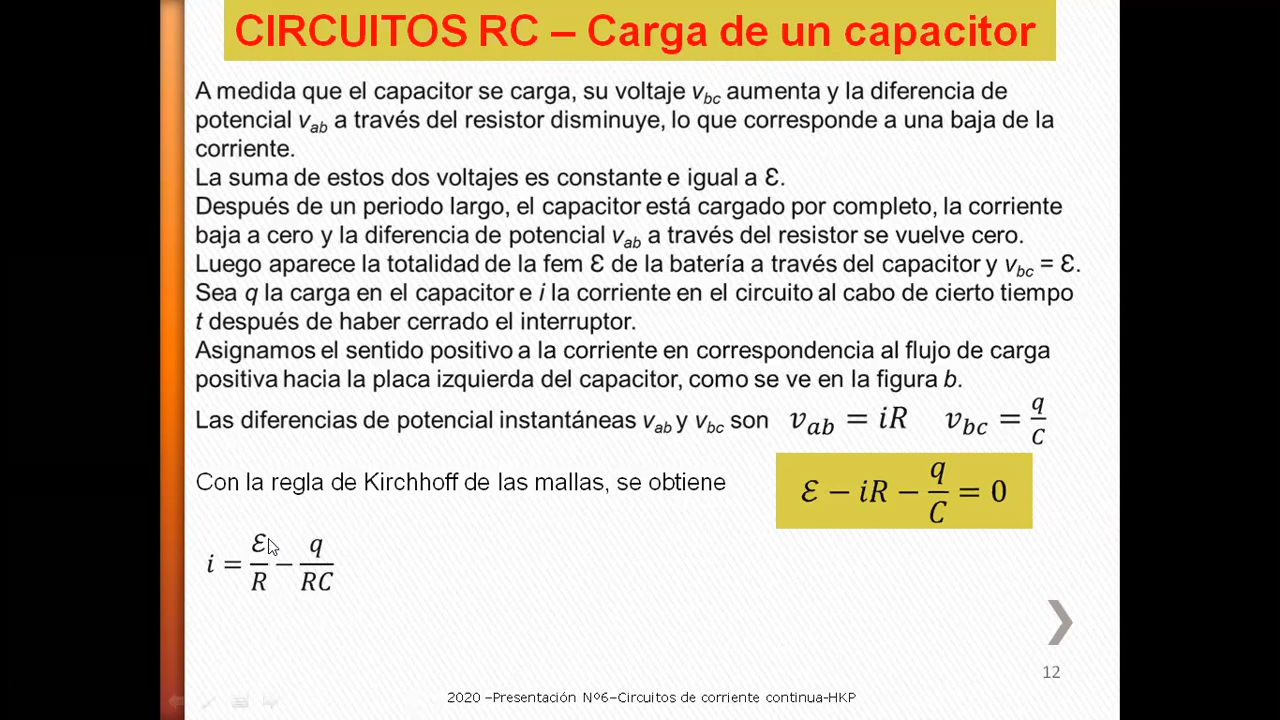 CIRCUITOS RC – Carga de un capacitor
A medida que el capacitor se carga, su voltaje v_bc aumenta y la diferencia de
potencial v_ab a través del resistor disminuye, lo que corresponde a una baja de la
corriente.
La suma de estos dos voltajes es constante e igual a Ɛ.
Después de un periodo largo, el capacitor está cargado por completo, la corriente
baja a cero y la diferencia de potencial v_ab a través del resistor se vuelve cero.
Luego aparece la totalidad de la fem Ɛ de la batería a través del capacitor y v_bc = Ɛ.
Sea q la carga en el capacitor e i la corriente en el circuito al cabo de cierto tiempo
t después de haber cerrado el interruptor.
Asignamos el sentido positivo a la corriente en correspondencia al flujo de carga
positiva hacia la placa izquierda del capacitor, como se ve en la figura b.
Las diferencias de potencial instantáneas v_ab y v_bc son v_ab = iR v_bc = q/C
Con la regla de Kirchhoff de las mallas, se obtiene Ɛ − iR − q/C = 0
i = Ɛ/R − q/RC
12
2020 –Presentación Nº6–Circuitos de corriente continua-HKP